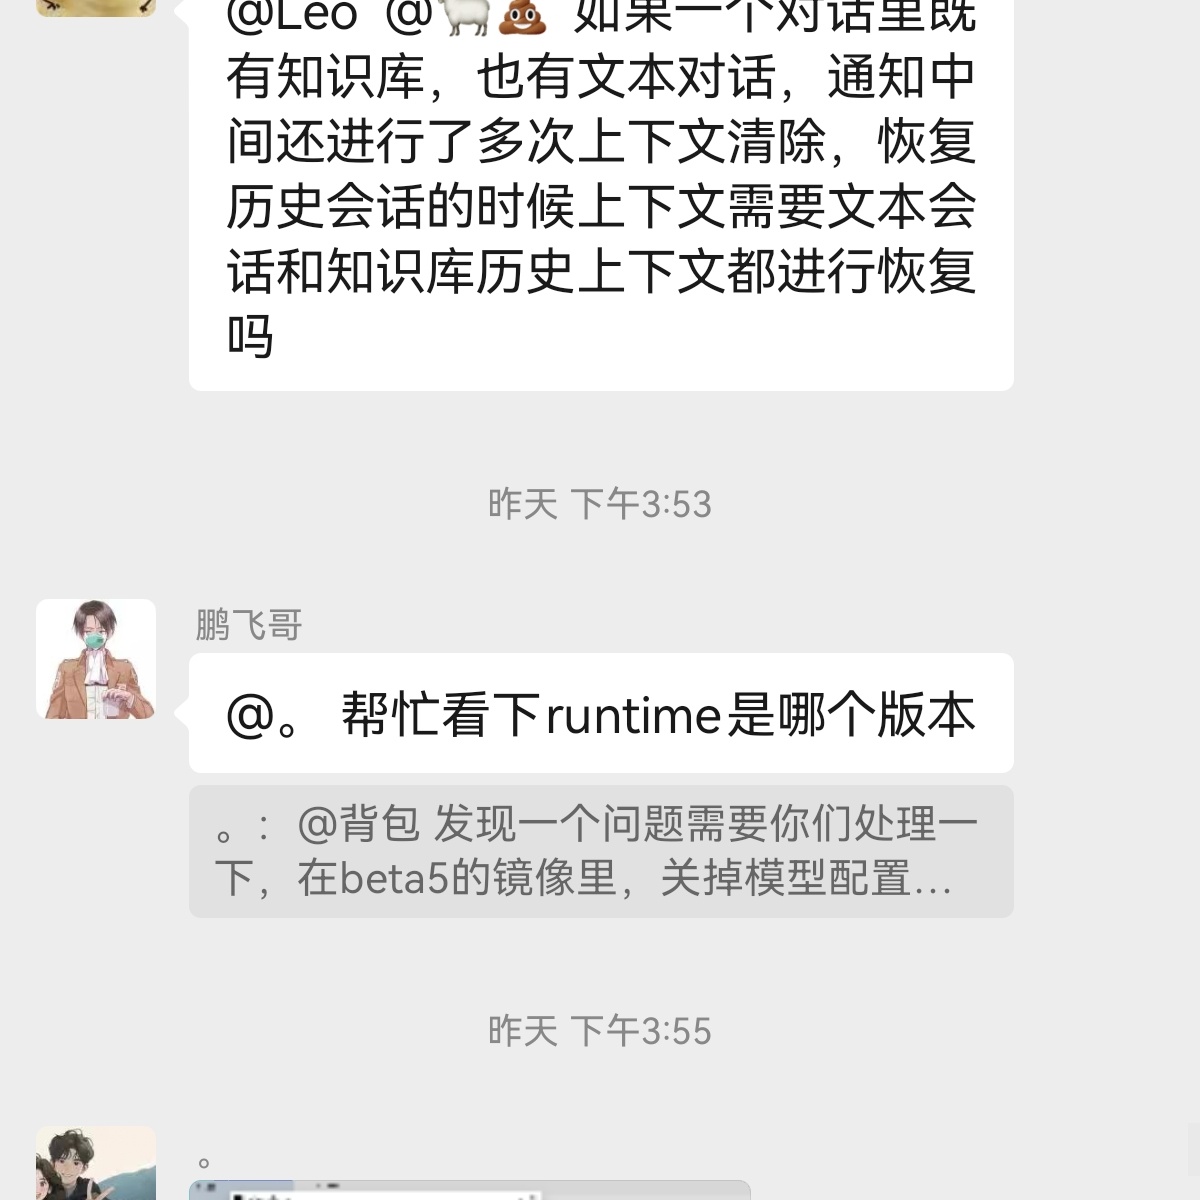 @Leo @🐑💩 如果一个对话里既
有知识库，也有文本对话，通知中
间还进行了多次上下文清除，恢复
历史会话的时候上下文需要文本会
话和知识库历史上下文都进行恢复
吗
昨天 下午3:53
鹏飞哥
@。 帮忙看下runtime是哪个版本
。：@背包 发现一个问题需要你们处理一
下，在beta5的镜像里，关掉模型配置...
昨天 下午3:55
。